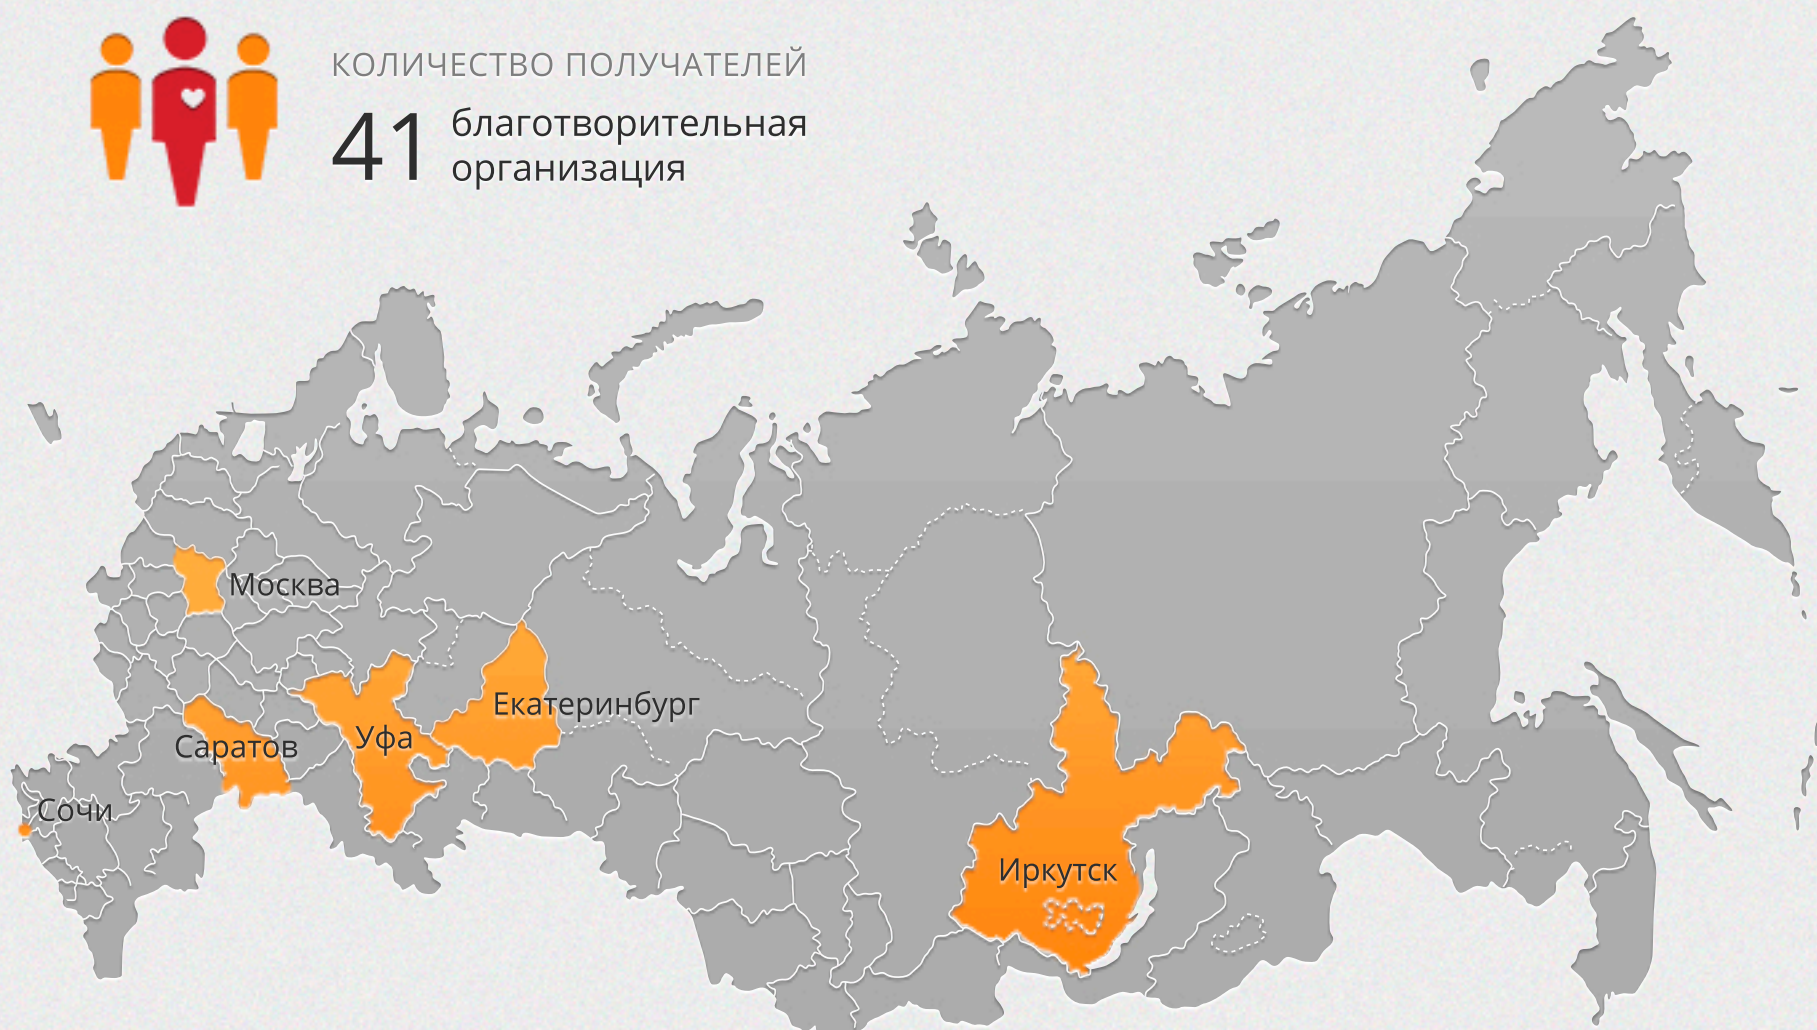 КОЛИЧЕСТВО ПОЛУЧАТЕЛЕЙ
41 благотворительная
организация
Москва
Екатеринбург
Уфа
Саратов
Сочи
Иркутск